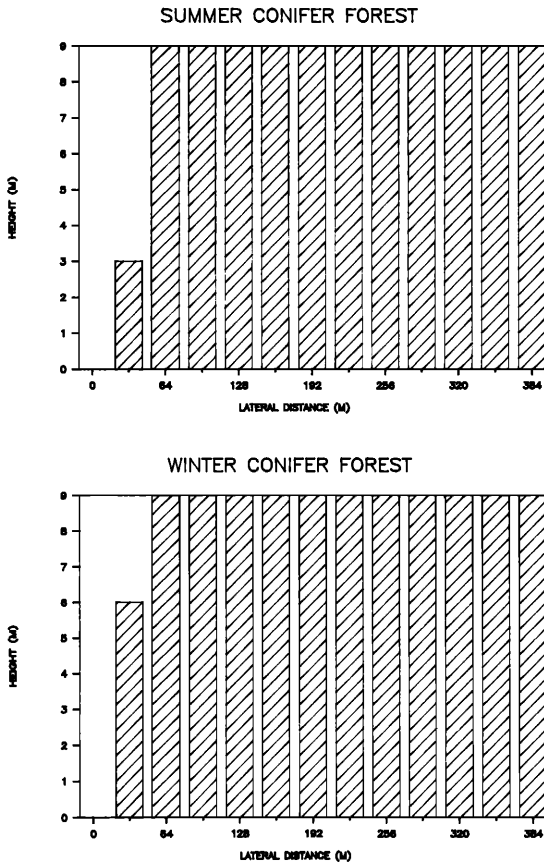 SUMMER CONIFER FOREST
9
8
7
6
5
4
3
2
1
0
HEIGHT (M)
0 64 128 192 256 320 384
LATERAL DISTANCE (M)
WINTER CONIFER FOREST
9
8
7
6
5
4
3
2
1
0
HEIGHT (M)
0 64 128 192 256 320 384
LATERAL DISTANCE (M)